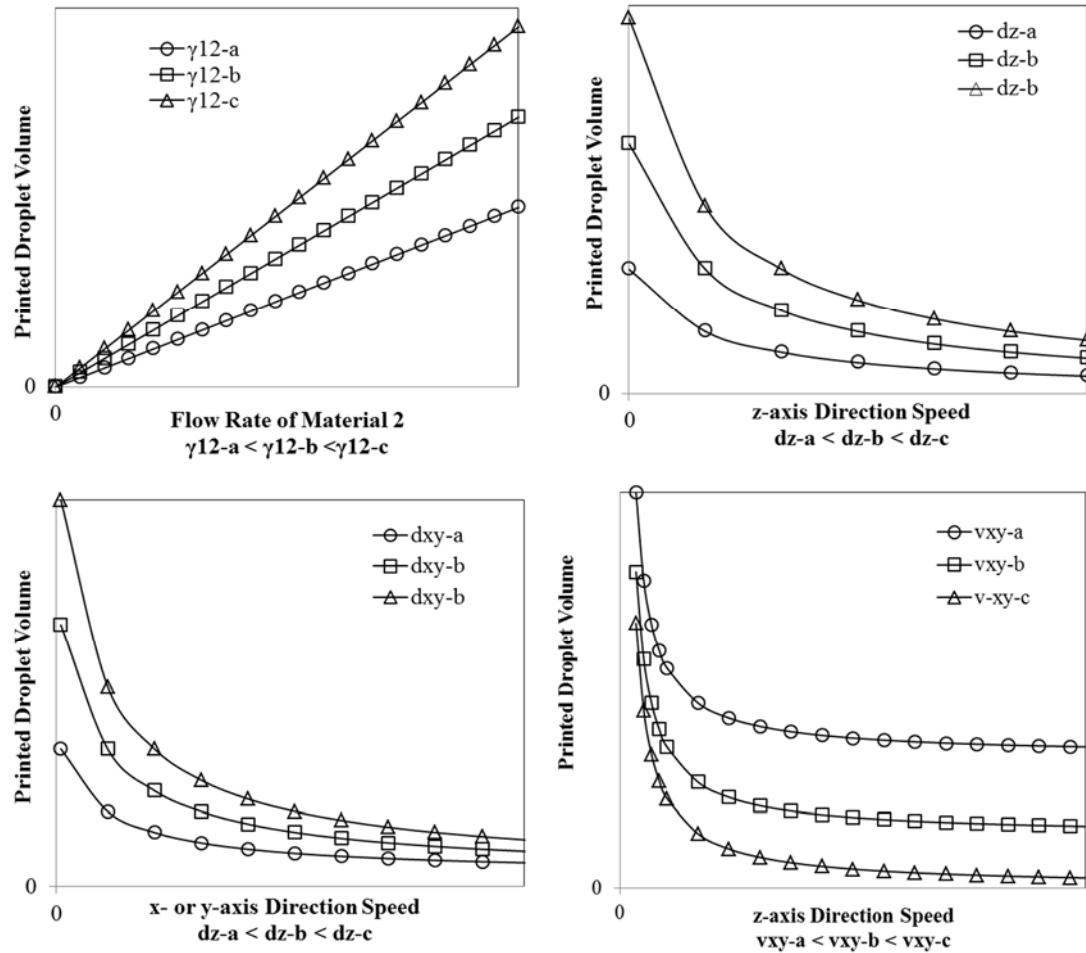 Printed Droplet Volume
γ12-a
γ12-b
γ12-c
0
0
Flow Rate of Material 2
γ12-a < γ12-b <γ12-c
Printed Droplet Volume
dz-a
dz-b
dz-b
0
0
z-axis Direction Speed
dz-a < dz-b < dz-c
Printed Droplet Volume
dxy-a
dxy-b
dxy-b
0
0
x- or y-axis Direction Speed
dz-a < dz-b < dz-c
Printed Droplet Volume
vxy-a
vxy-b
v-xy-c
0
0
z-axis Direction Speed
vxy-a < vxy-b < vxy-c